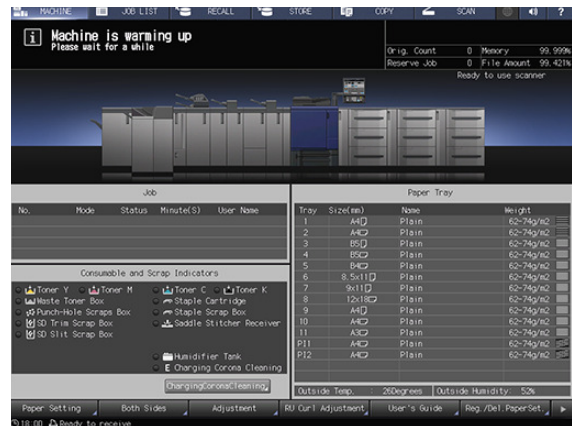 MACHINE JOB LIST RECALL STORE COPY SCAN ?
i Machine is warming up
Please wait for a while
Orig. Count 0 Memory 99.999%
Reserve Job 0 File Amount 99.421%
Ready to use scanner
Job
No. Mode Status Minute(S) User Name
Consumable and Scrap Indicators
Toner Y Toner M Toner C Toner K
Waste Toner Box Staple Cartridge
Punch-Hole Scraps Box Staple Scrap Box
SD Trim Scrap Box Saddle Stitcher Receiver
SD Slit Scrap Box
Humidifier Tank
E Charging Corona Cleaning
ChargingCoronaCleaning
Paper Tray
Tray Size(mm) Name Weight
1 A4 Plain 62-74g/m2
2 A4 Plain 62-74g/m2
3 B5 Plain 62-74g/m2
4 B5 Plain 62-74g/m2
5 B4 Plain 62-74g/m2
6 8.5x11 Plain 62-74g/m2
7 9x11 Plain 62-74g/m2
8 12x18 Plain 62-74g/m2
9 A4 Plain 62-74g/m2
10 A4 Plain 62-74g/m2
11 A3 Plain 62-74g/m2
PI1 A4 Plain 62-74g/m2
PI2 A4 Plain 62-74g/m2
Outside Temp. : 26Degrees Outside Humidity: 52%
Paper Setting Both Sides Adjustment RU Curl Adjustment User's Guide Reg./Del.PaperSet.
18:00 Ready to receive